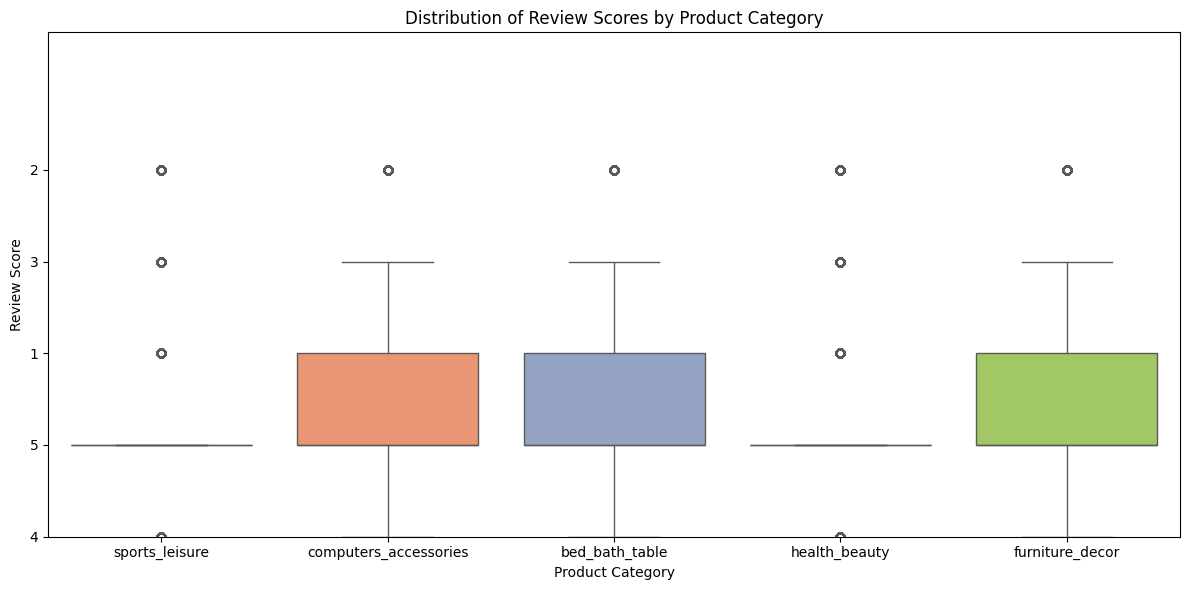 Distribution of Review Scores by Product Category
Review Score
2
3
1
5
4
sports_leisure
computers_accessories
bed_bath_table
health_beauty
furniture_decor
Product Category